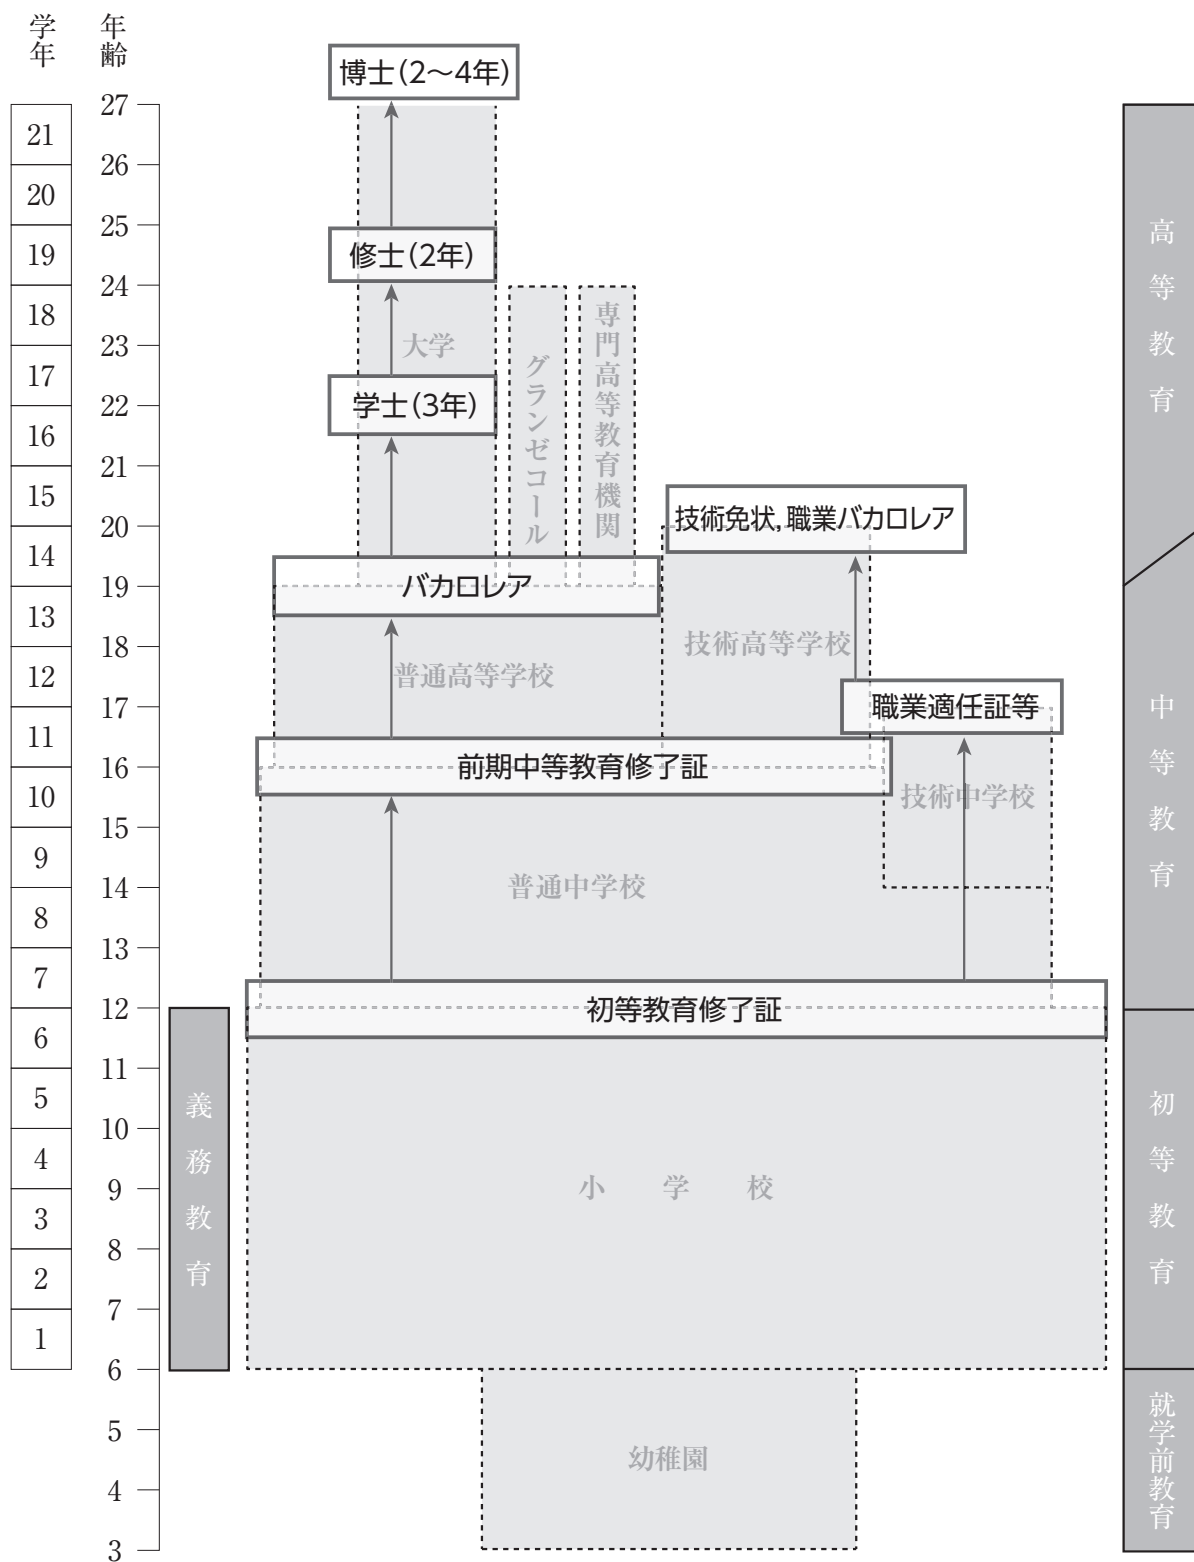 学年
年齢
博士(2～4年)
27
21
26
20
25
19
修士(2年)
24
18
23
大学
17
学士(3年)
22
16
21
15
20
14
19
13
18
12
17
11
16
10
15
9
14
8
13
7
12
6
11
5
10
4
9
3
8
2
7
1
6
5
4
3
グランゼコール
専門高等教育機関
技術免状,職業バカロレア
バカロレア
技術高等学校
普通高等学校
職業適任証等
前期中等教育修了証
技術中学校
普通中学校
初等教育修了証
義務教育
小学校
幼稚園
高等教育
中等教育
初等教育
就学前教育